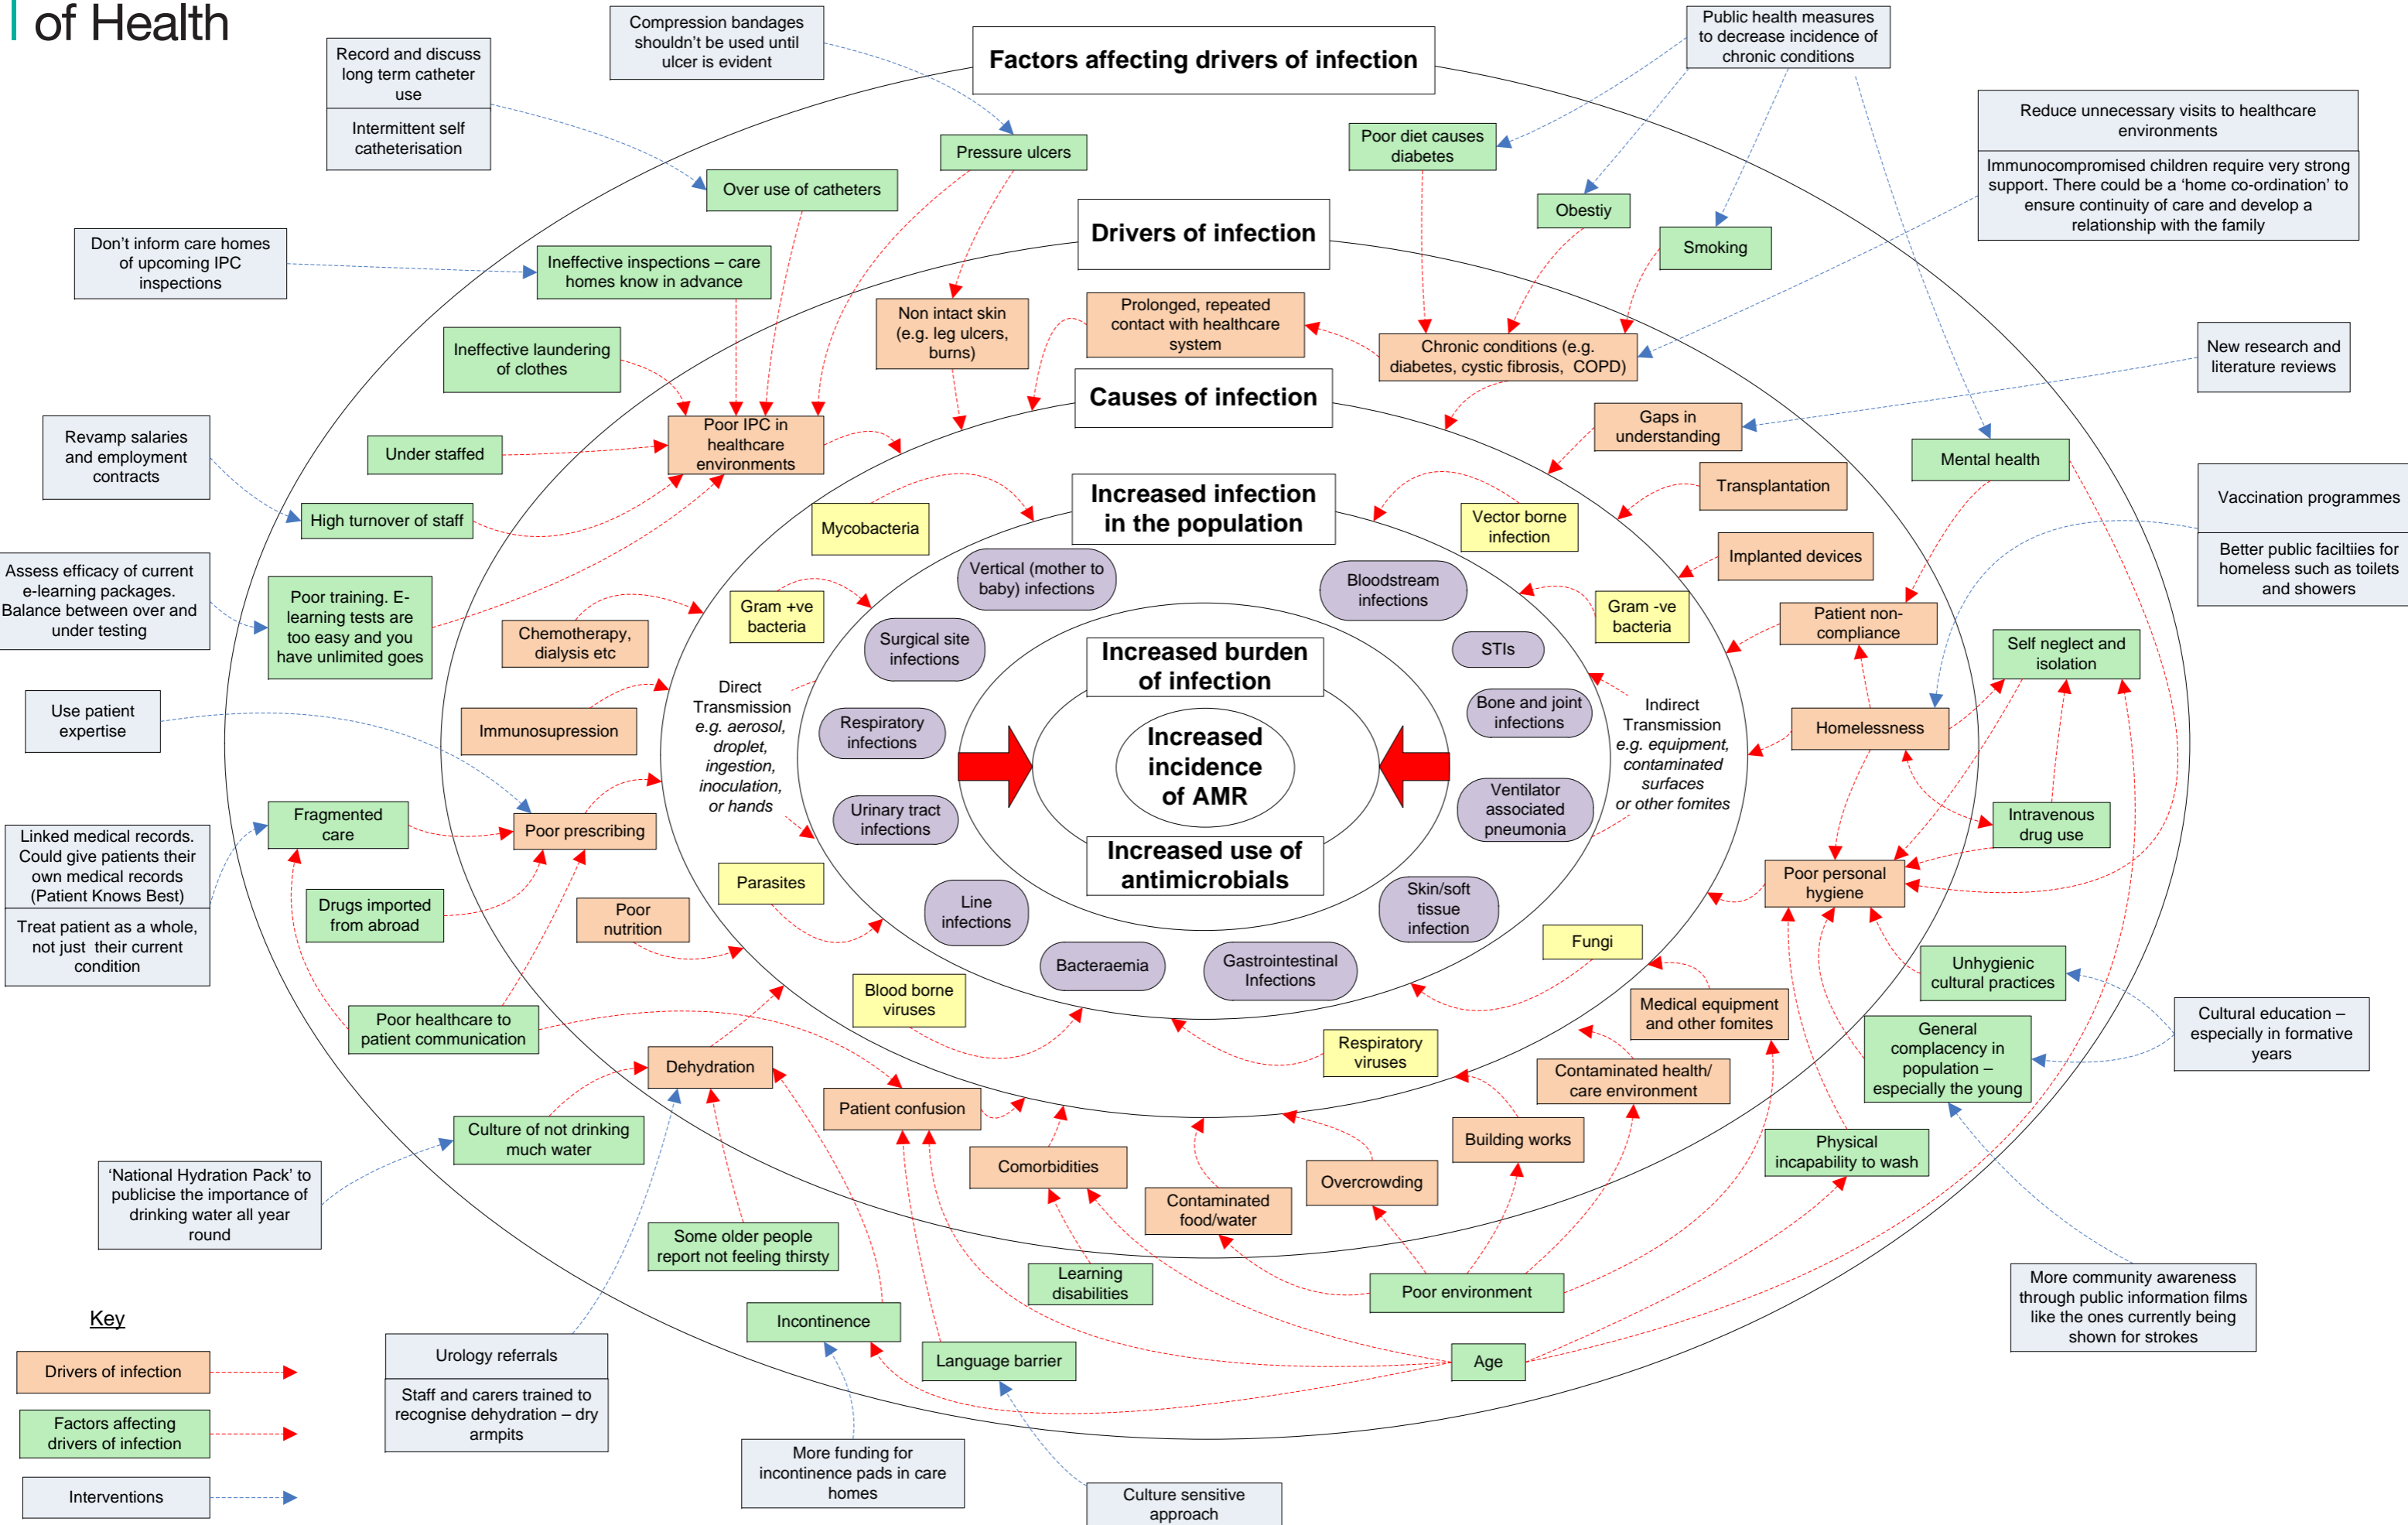 of Health
Compression bandages
shouldn't be used until
ulcer is evident
Public health measures
to decrease incidence of
chronic conditions
Factors affecting drivers of infection
Record and discuss
long term catheter
use
Intermittent self
catheterisation
Reduce unnecessary visits to healthcare
environments
Immunocompromised children require very strong
support. There could be a 'home co-ordination' to
ensure continuity of care and develop a
relationship with the family
Pressure ulcers
Poor diet causes
diabetes
Over use of catheters
Obestiy
Smoking
Drivers of infection
Don't inform care homes
of upcoming IPC
inspections
Ineffective inspections – care
homes know in advance
Non intact skin
(e.g. leg ulcers,
burns)
Prolonged, repeated
contact with healthcare
system
Chronic conditions (e.g.
diabetes, cystic fibrosis, COPD)
Ineffective laundering
of clothes
New research and
literature reviews
Causes of infection
Gaps in
understanding
Poor IPC in
healthcare
environments
Revamp salaries
and employment
contracts
Under staffed
Mental health
Transplantation
Increased infection
in the population
Vaccination programmes
Better public faciltiies for
homeless such as toilets
and showers
High turnover of staff
Mycobacteria
Vector borne
infection
Implanted devices
Assess efficacy of current
e-learning packages.
Balance between over and
under testing
Poor training. E-
learning tests are
too easy and you
have unlimited goes
Vertical (mother to
baby) infections
Bloodstream
infections
Gram +ve
bacteria
Gram -ve
bacteria
Patient non-
compliance
Chemotherapy,
dialysis etc
Surgical site
infections
STIs
Self neglect and
isolation
Increased burden
of infection
Direct
Transmission
e.g. aerosol,
droplet,
ingestion,
inoculation,
or hands
Indirect
Transmission
e.g. equipment,
contaminated
surfaces
or other fomites
Use patient
expertise
Immunosupression
Respiratory
infections
Bone and joint
infections
Homelessness
Increased
incidence
of AMR
Fragmented
care
Poor prescribing
Urinary tract
infections
Ventilator
associated
pneumonia
Intravenous
drug use
Linked medical records.
Could give patients their
own medical records
(Patient Knows Best)
Treat patient as a whole,
not just their current
condition
Increased use of
antimicrobials
Parasites
Poor personal
hygiene
Drugs imported
from abroad
Poor
nutrition
Line
infections
Skin/soft
tissue
infection
Fungi
Bacteraemia
Gastrointestinal
Infections
Unhygienic
cultural practices
Blood borne
viruses
Medical equipment
and other fomites
Cultural education –
especially in formative
years
Poor healthcare to
patient communication
General
complacency in
population –
especially the young
Respiratory
viruses
Dehydration
Contaminated health/
care environment
Patient confusion
Culture of not drinking
much water
Building works
Physical
incapability to wash
Comorbidities
Overcrowding
'National Hydration Pack' to
publicise the importance of
drinking water all year
round
Contaminated
food/water
Some older people
report not feeling thirsty
Learning
disabilities
Poor environment
More community awareness
through public information films
like the ones currently being
shown for strokes
Incontinence
Language barrier
Age
Key
Drivers of infection
Factors affecting
drivers of infection
Interventions
Urology referrals
Staff and carers trained to
recognise dehydration – dry
armpits
More funding for
incontinence pads in care
homes
Culture sensitive
approach